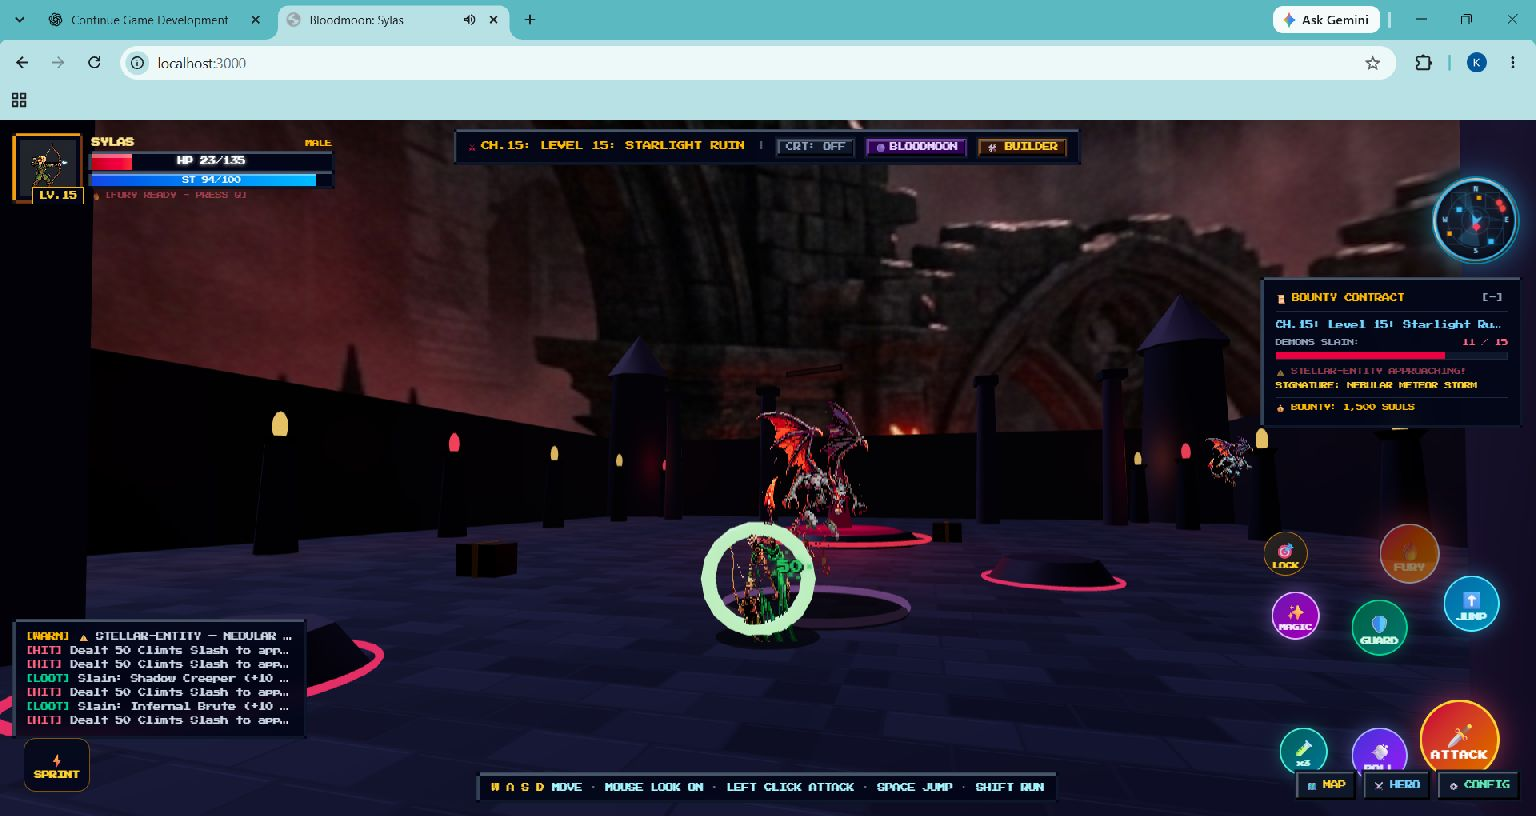 Continue Game Development
Bloodmoon: Sylas
Ask Gemini
localhost:3000
K
SYLAS
MALE
HP 23/135
ST 94/100
LV.15
[FURY READY - PRESS Q]
CH.15: LEVEL 15: STARLIGHT RUIN
CRT: OFF
BLOODMOON
BUILDER
N
W
E
S
BOUNTY CONTRACT
[-]
CH.15: Level 15: Starlight Ru...
DEMONS SLAIN:
11 / 15
STELLAR-ENTITY APPROACHING!
SIGNATURE: NEBULAR METEOR STORM
BOUNTY: 1,500 SOULS
50
LOCK
FURY
MAGIC
GUARD
JUMP
[WARN] ⚠ STELLAR-ENTITY — NEBULAR ...
[HIT] Dealt 50 Climts Slash to app...
[HIT] Dealt 50 Climts Slash to app...
[LOOT] Slain: Shadow Creeper (+10 ...
[HIT] Dealt 50 Climts Slash to app...
[LOOT] Slain: Infernal Brute (+10 ...
[HIT] Dealt 50 Climts Slash to app...
SPRINT
x3
ROLL
ATTACK
W A S D MOVE · MOUSE LOOK ON · LEFT CLICK ATTACK · SPACE JUMP · SHIFT RUN
MAP
HERO
CONFIG